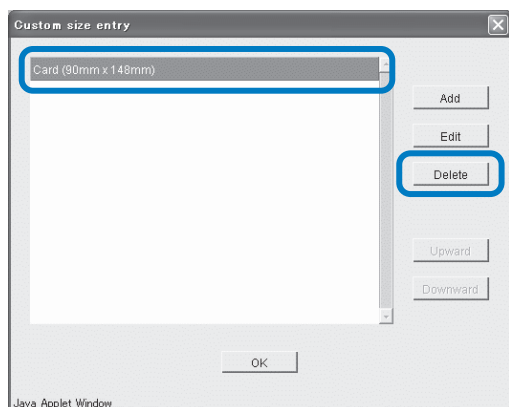 Custom size entry
Card (90mm x 148mm)
Add
Edit
Delete
Upward
Downward
OK
Java Applet Window